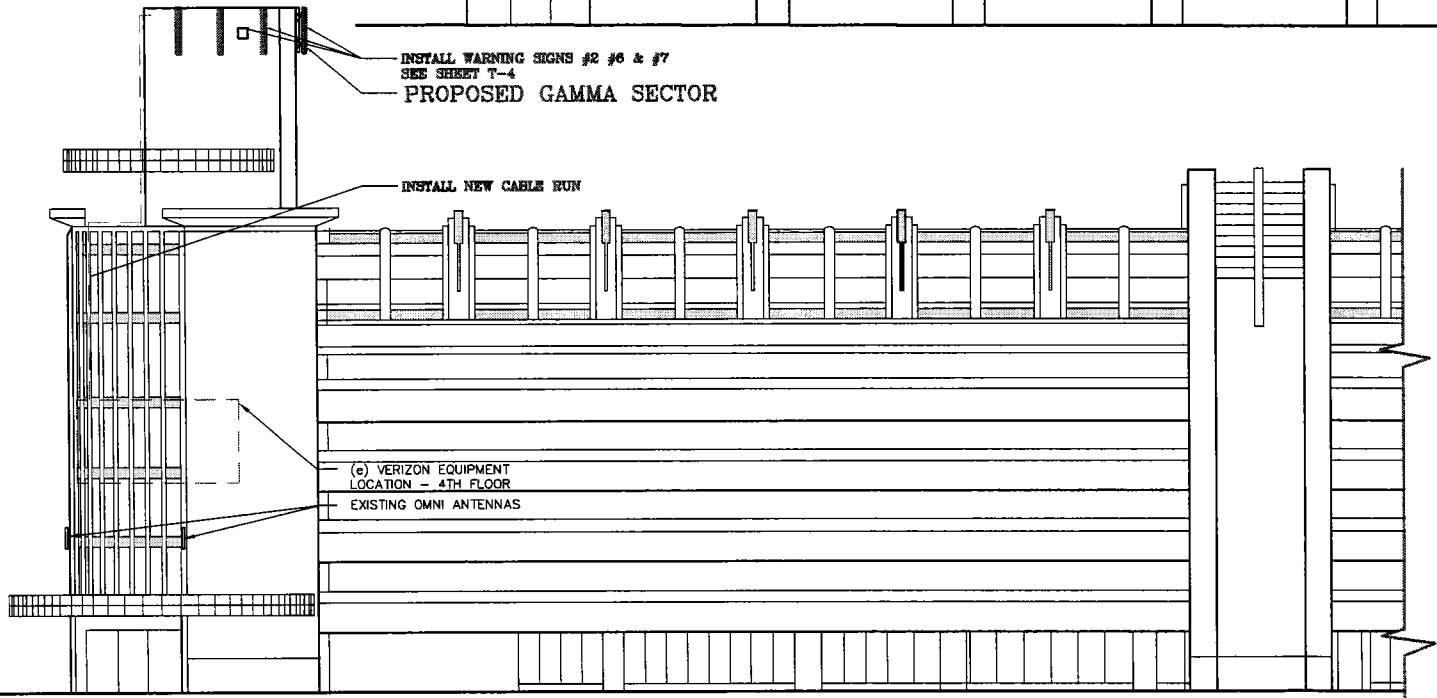 INSTALL WARNING SIGNS #2 #6 & #7
SEE SHEET T-4
PROPOSED GAMMA SECTOR
INSTALL NEW CABLE RUN
(e) VERIZON EQUIPMENT
LOCATION - 4TH FLOOR
EXISTING OMNI ANTENNAS